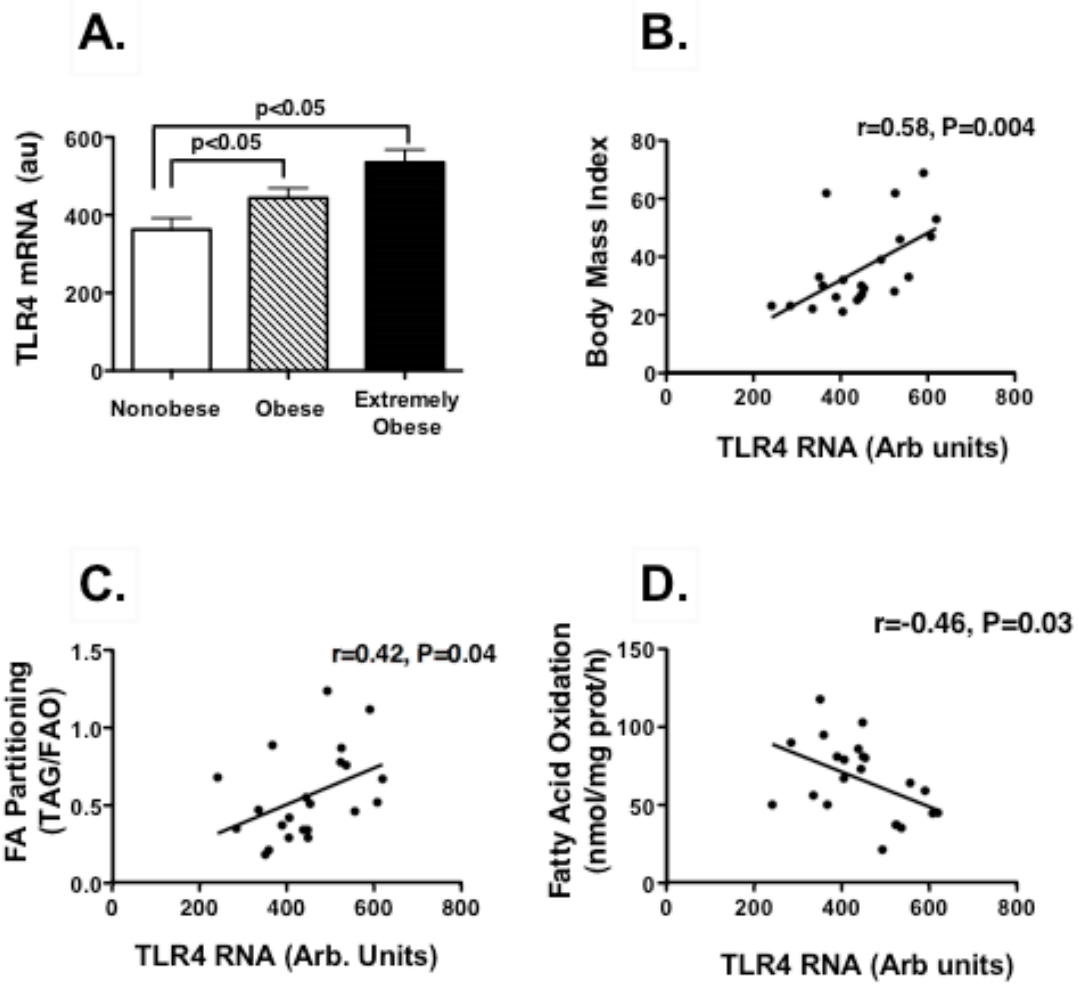 A.
p<0.05
p<0.05
TLR4 mRNA (au)
600
400
200
0
Nonobese
Obese
Extremely
Obese
B.
r=0.58, P=0.004
Body Mass Index
80
60
40
20
0
0
200
400
600
800
TLR4 RNA (Arb units)
C.
r=0.42, P=0.04
FA Partitioning
(TAG/FAO)
1.5
1.0
0.5
0.0
0
200
400
600
800
TLR4 RNA (Arb. Units)
D.
r=-0.46, P=0.03
Fatty Acid Oxidation
(nmol/mg prot/h)
150
100
50
0
0
200
400
600
800
TLR4 RNA (Arb units)